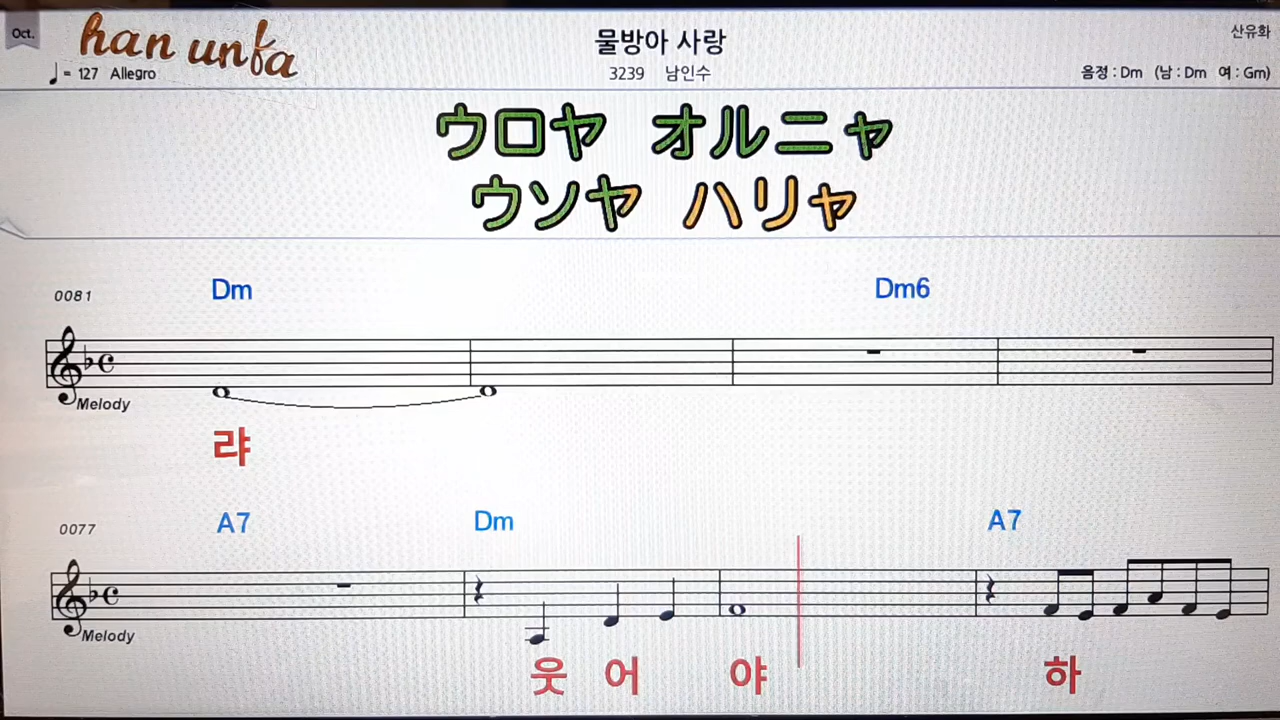 Oct.
han unfa
♩ = 127 Allegro
물방아 사랑
3239 남인수
산유화
음정 : Dm (남 : Dm 여 : Gm)
ウロヤ オルニャ
ウソヤ ハリャ
0081 Dm Dm6
Melody
랴
0077 A7 Dm A7
Melody
웃 어 야 하